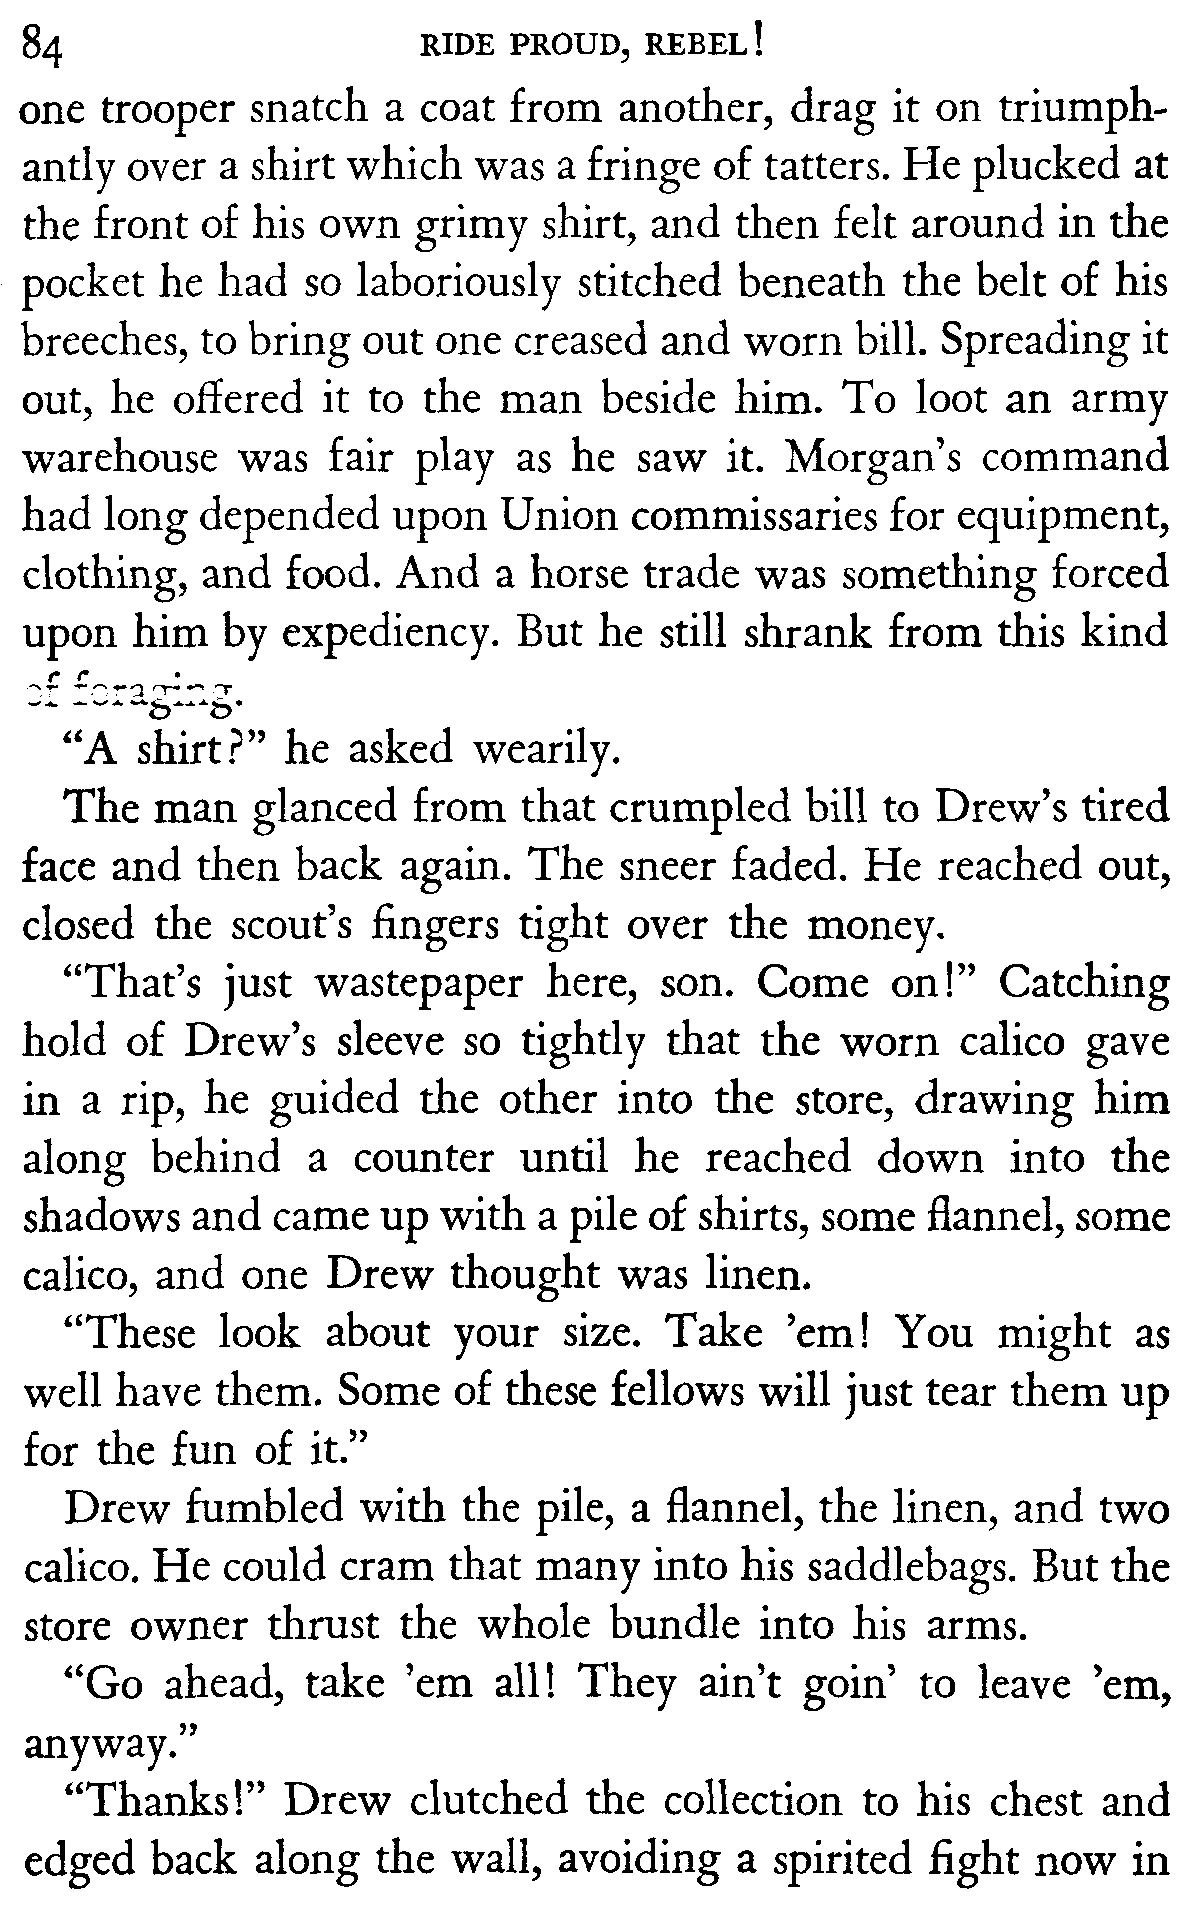 84 RIDE PROUD, REBEL!
one trooper snatch a coat from another, drag it on triumph-
antly over a shirt which was a fringe of tatters. He plucked at
the front of his own grimy shirt, and then felt around in the
pocket he had so laboriously stitched beneath the belt of his
breeches, to bring out one creased and worn bill. Spreading it
out, he offered it to the man beside him. To loot an army
warehouse was fair play as he saw it. Morgan's command
had long depended upon Union commissaries for equipment,
clothing, and food. And a horse trade was something forced
upon him by expediency. But he still shrank from this kind
of foraging.
“A shirt?” he asked wearily.
The man glanced from that crumpled bill to Drew's tired
face and then back again. The sneer faded. He reached out,
closed the scout's fingers tight over the money.
“That's just wastepaper here, son. Come on!” Catching
hold of Drew's sleeve so tightly that the worn calico gave
in a rip, he guided the other into the store, drawing him
along behind a counter until he reached down into the
shadows and came up with a pile of shirts, some flannel, some
calico, and one Drew thought was linen.
“These look about your size. Take 'em! You might as
well have them. Some of these fellows will just tear them up
for the fun of it.”
Drew fumbled with the pile, a flannel, the linen, and two
calico. He could cram that many into his saddlebags. But the
store owner thrust the whole bundle into his arms.
“Go ahead, take 'em all! They ain't goin' to leave 'em,
anyway.”
“Thanks!” Drew clutched the collection to his chest and
edged back along the wall, avoiding a spirited fight now in